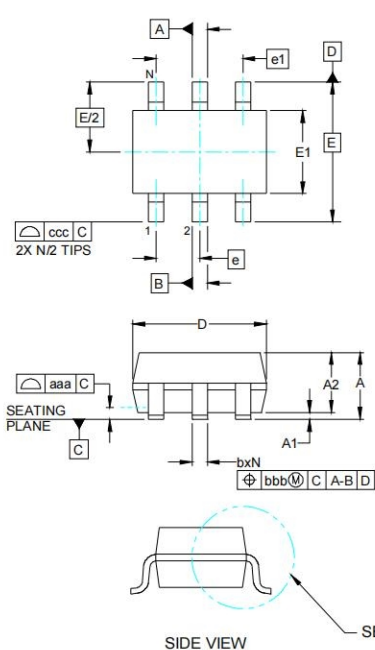 A
e1
D
N
E/2
E1
E
ccc C
2X N/2 TIPS
1
2
e
B
D
aaa C
A2
A
SEATING
PLANE
A1
C
bxN
bbb Ⓜ C A-B D
SIDE VIEW